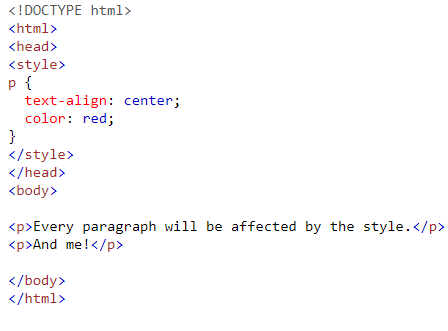 <!DOCTYPE html>
<html>
<head>
<style>
p {
  text-align: center;
  color: red;
}
</style>
</head>
<body>
<p>Every paragraph will be affected by the style.</p>
<p>And me!</p>
</body>
</html>